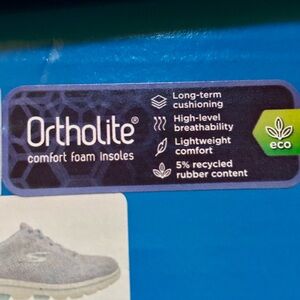 Ortholite®
comfort foam insoles
Long-term
cushioning
High-level
breathability
Lightweight
comfort
5% recycled
rubber content
eco